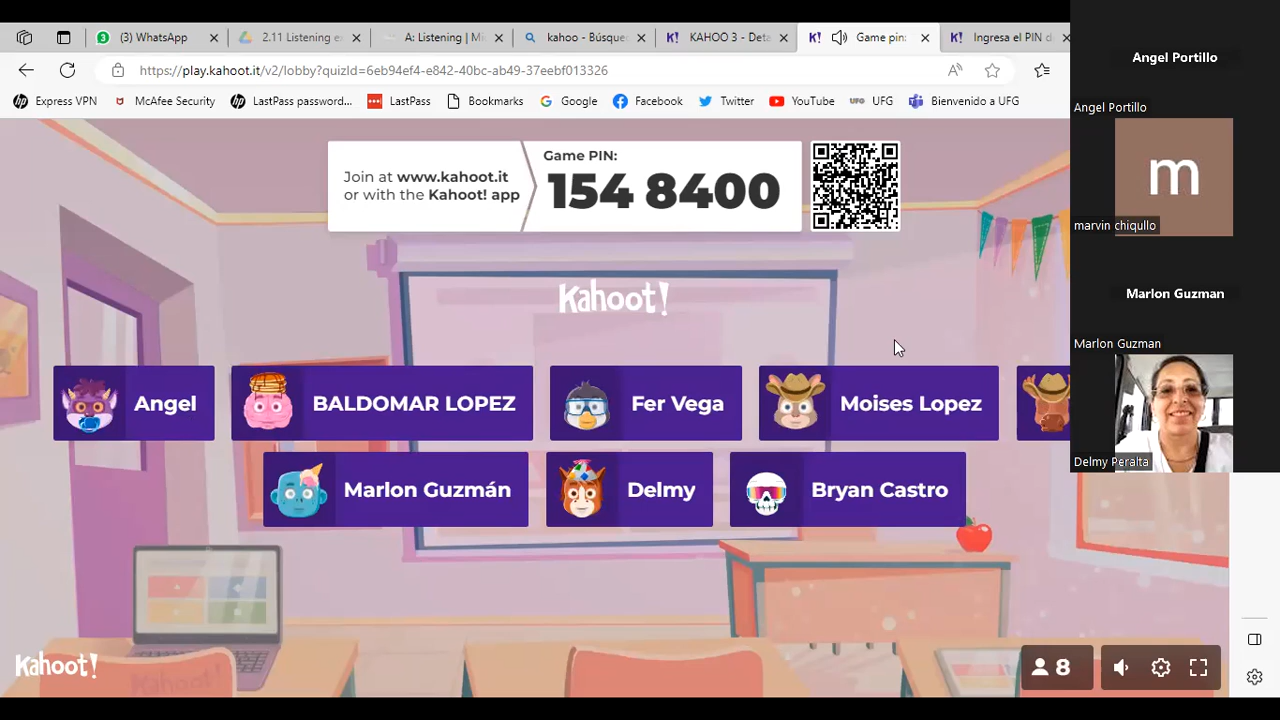 (3) WhatsApp
2.11 Listening ex
A: Listening | Mi
kahoo - Búsque
KAHOO 3 - Deta
Game pin:
Ingresa el PIN d
https://play.kahoot.it/v2/lobby?quizId=6eb94ef4-e842-40bc-ab49-37eebf013326
Express VPN
McAfee Security
LastPass password...
LastPass
Bookmarks
Google
Facebook
Twitter
YouTube
UFG
UFG
Bienvenido a UFG
Join at www.kahoot.it
or with the Kahoot! app
Game PIN:
154 8400
Kahoot!
Angel
BALDOMAR LOPEZ
Fer Vega
Moises Lopez
Marlon Guzmán
Delmy
Bryan Castro
Kahoot!
8
Angel Portillo
Angel Portillo
m
marvin chiqullo
Marlon Guzman
Marlon Guzman
Delmy Peralta